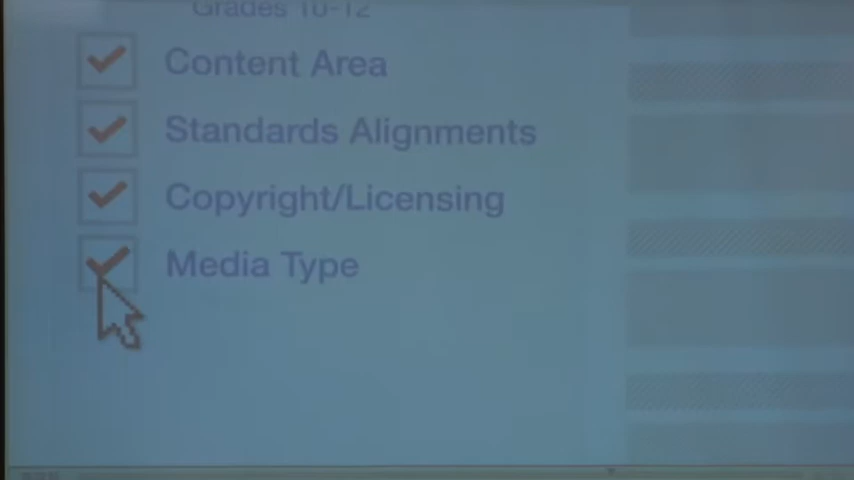 Grades 10-12
Content Area
Standards Alignments
Copyright/Licensing
Media Type